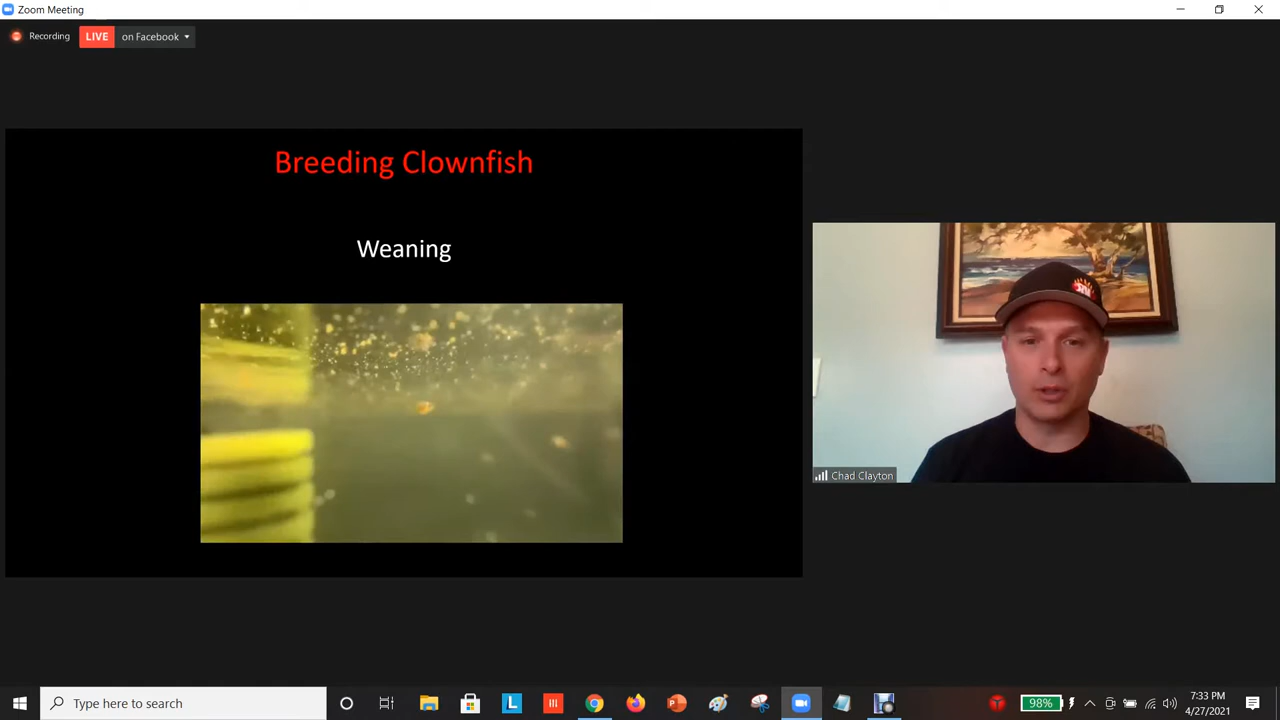 Zoom Meeting
Recording
LIVE
on Facebook
Breeding Clownfish
Weaning
Chad Clayton
Type here to search
L
98%
7:33 PM
4/27/2021